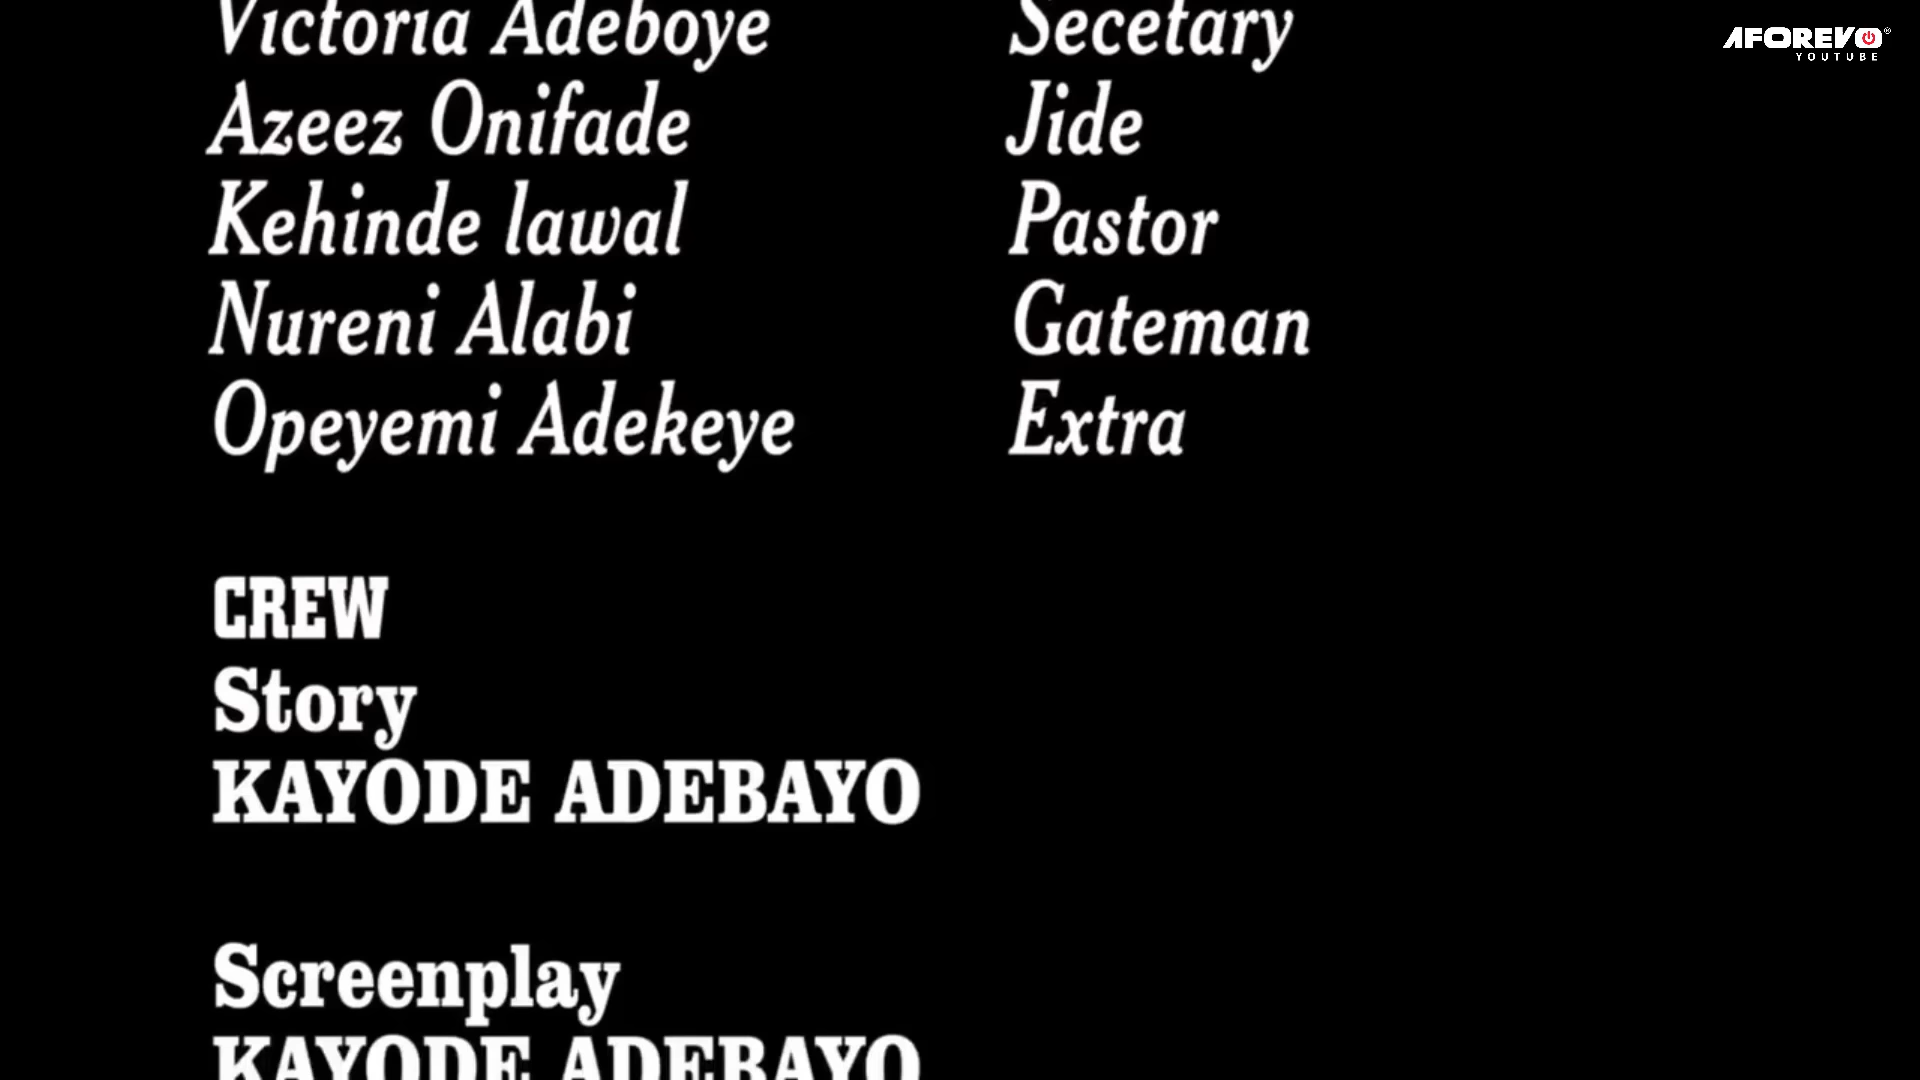 Victoria Adeboye Secetary
AFOREVO®
YOUTUBE
Azeez Onifade Jide
Kehinde lawal Pastor
Nureni Alabi Gateman
Opeyemi Adekeye Extra
CREW
Story
KAYODE ADEBAYO
Screenplay
KAYODE ADEBAYO